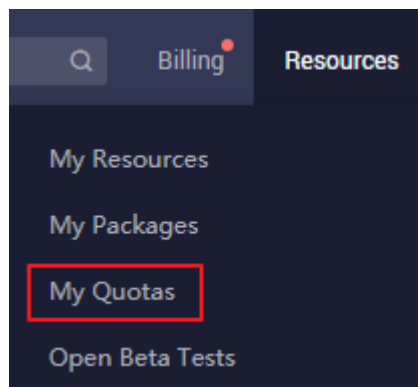 Billing Resources
My Resources
My Packages
My Quotas
Open Beta Tests